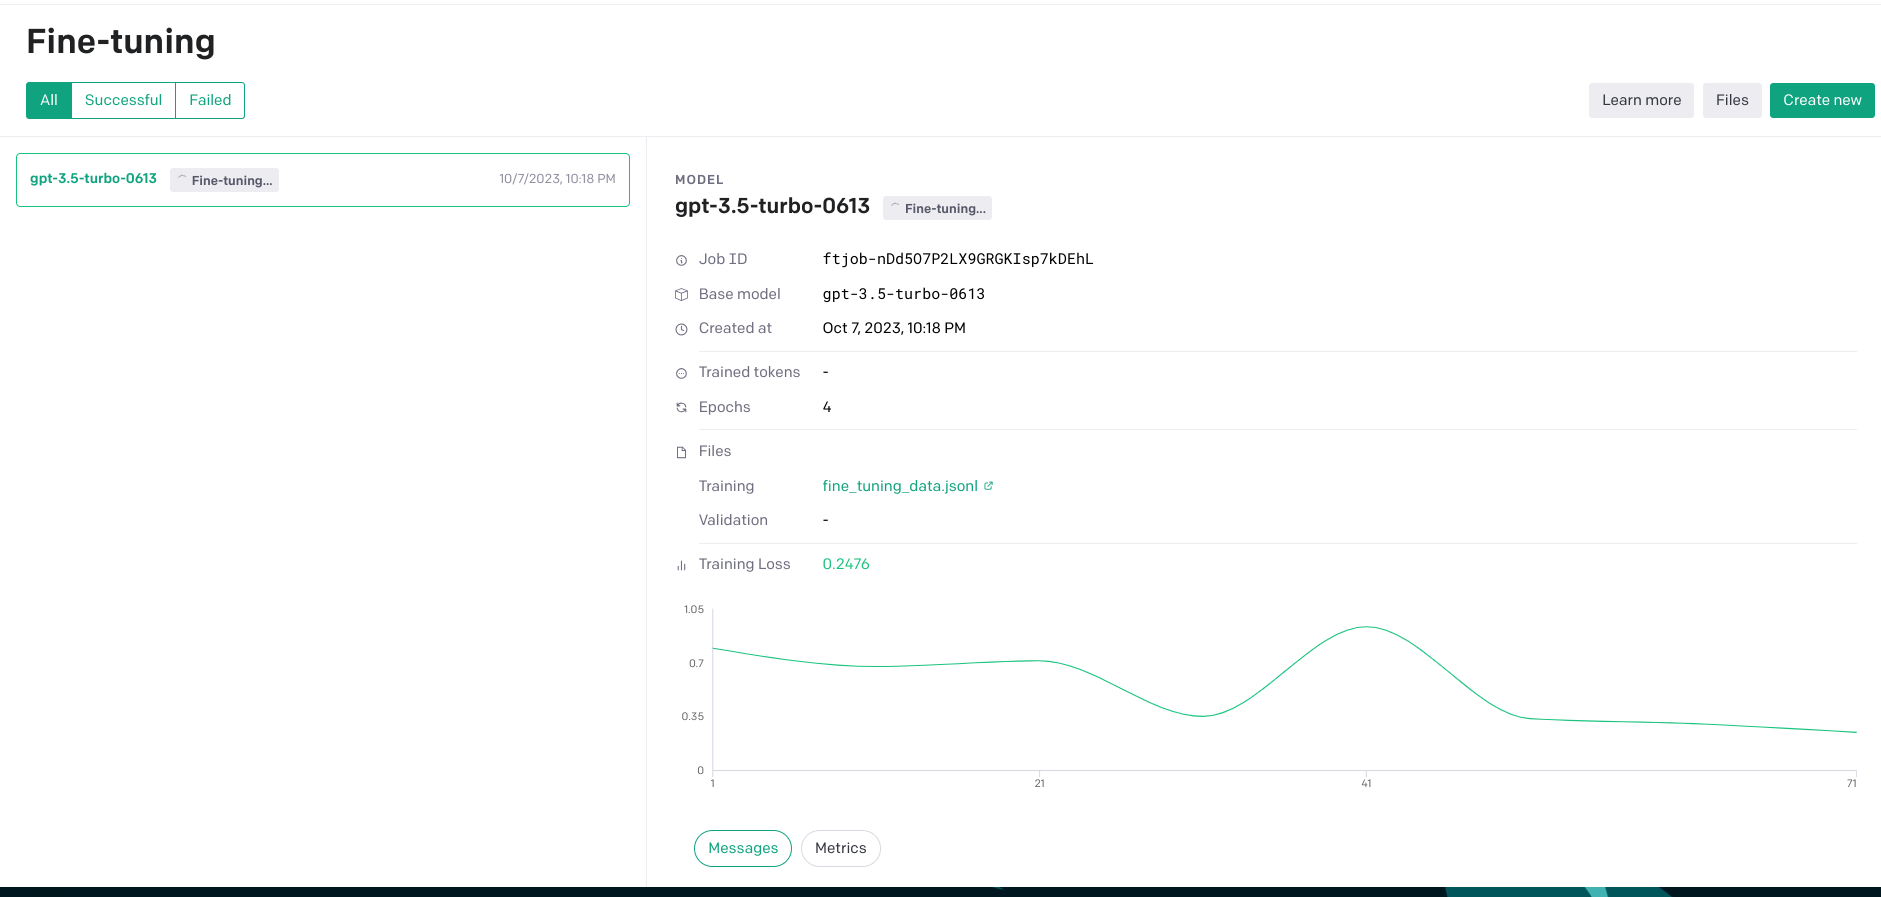 Fine-tuning
All Successful Failed
Learn more Files Create new
gpt-3.5-turbo-0613 Fine-tuning... 10/7/2023, 10:18 PM
MODEL
gpt-3.5-turbo-0613 Fine-tuning...
Job ID ftjob-nDd5O7P2LX9GRGKIsp7kDEhL
Base model gpt-3.5-turbo-0613
Created at Oct 7, 2023, 10:18 PM
Trained tokens -
Epochs 4
Files
Training fine_tuning_data.jsonl
Validation -
Training Loss 0.2476
1.05
0.7
0.35
0
1 21 41 71
Messages Metrics